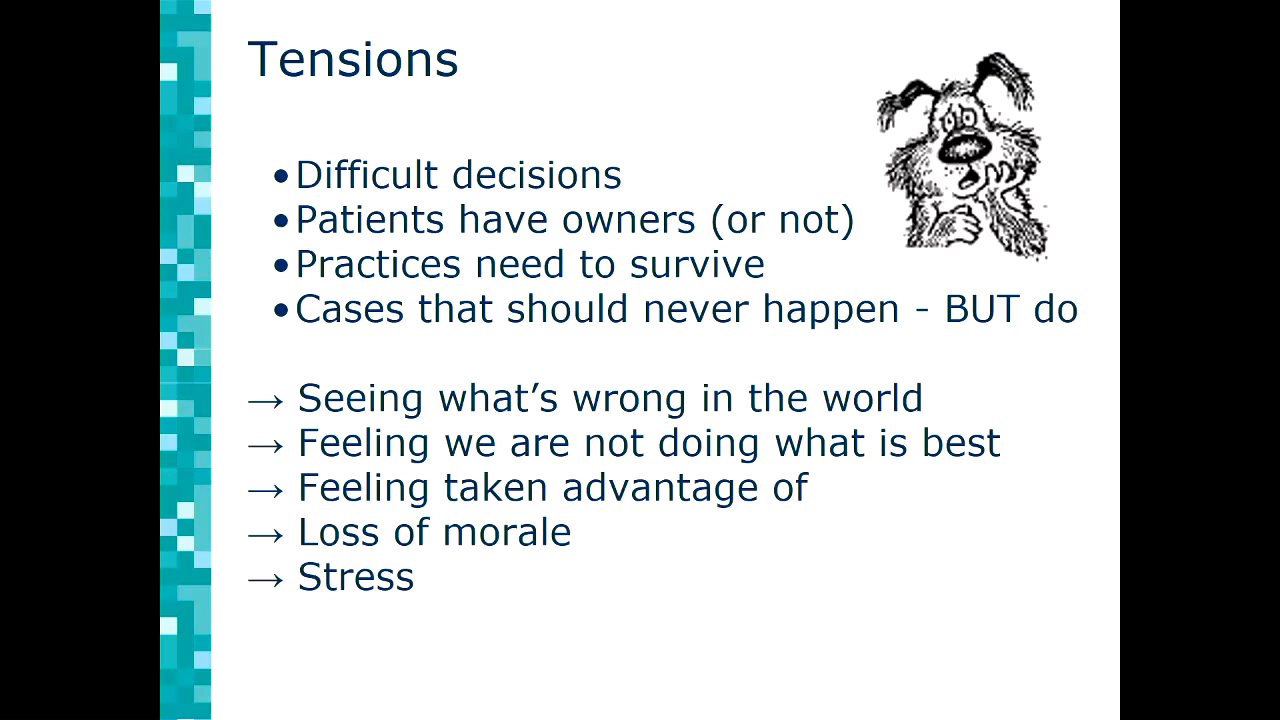 Tensions
•Difficult decisions
•Patients have owners (or not)
•Practices need to survive
•Cases that should never happen - BUT do
→ Seeing what’s wrong in the world
→ Feeling we are not doing what is best
→ Feeling taken advantage of
→ Loss of morale
→ Stress